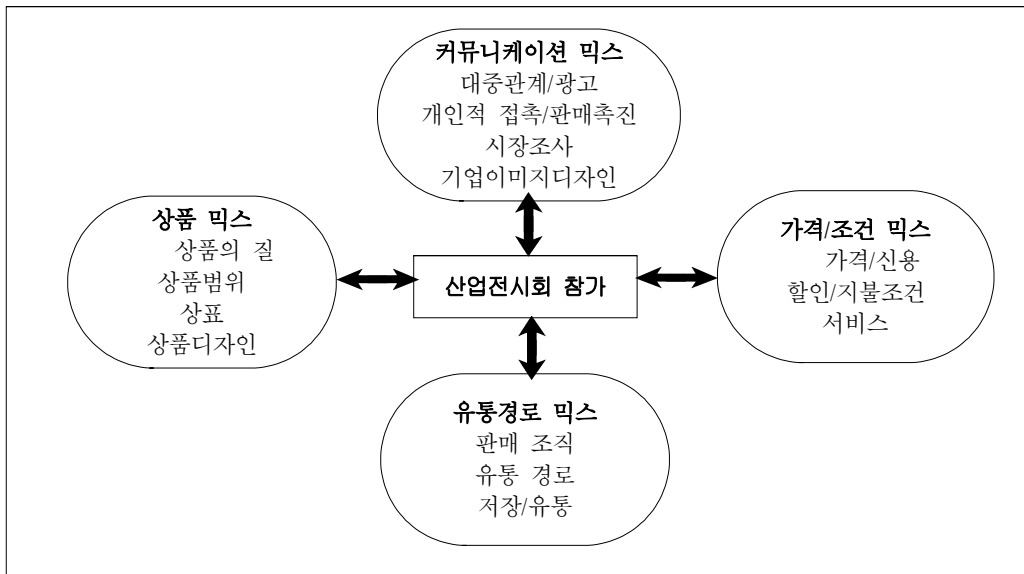 커뮤니케이션 믹스
대중관계/광고
개인적 접촉/판매촉진
시장조사
기업이미지디자인
상품 믹스
상품의 질
상품범위
상표
상품디자인
산업전시회 참가
가격/조건 믹스
가격/신용
할인/지불조건
서비스
유통경로 믹스
판매 조직
유통 경로
저장/유통